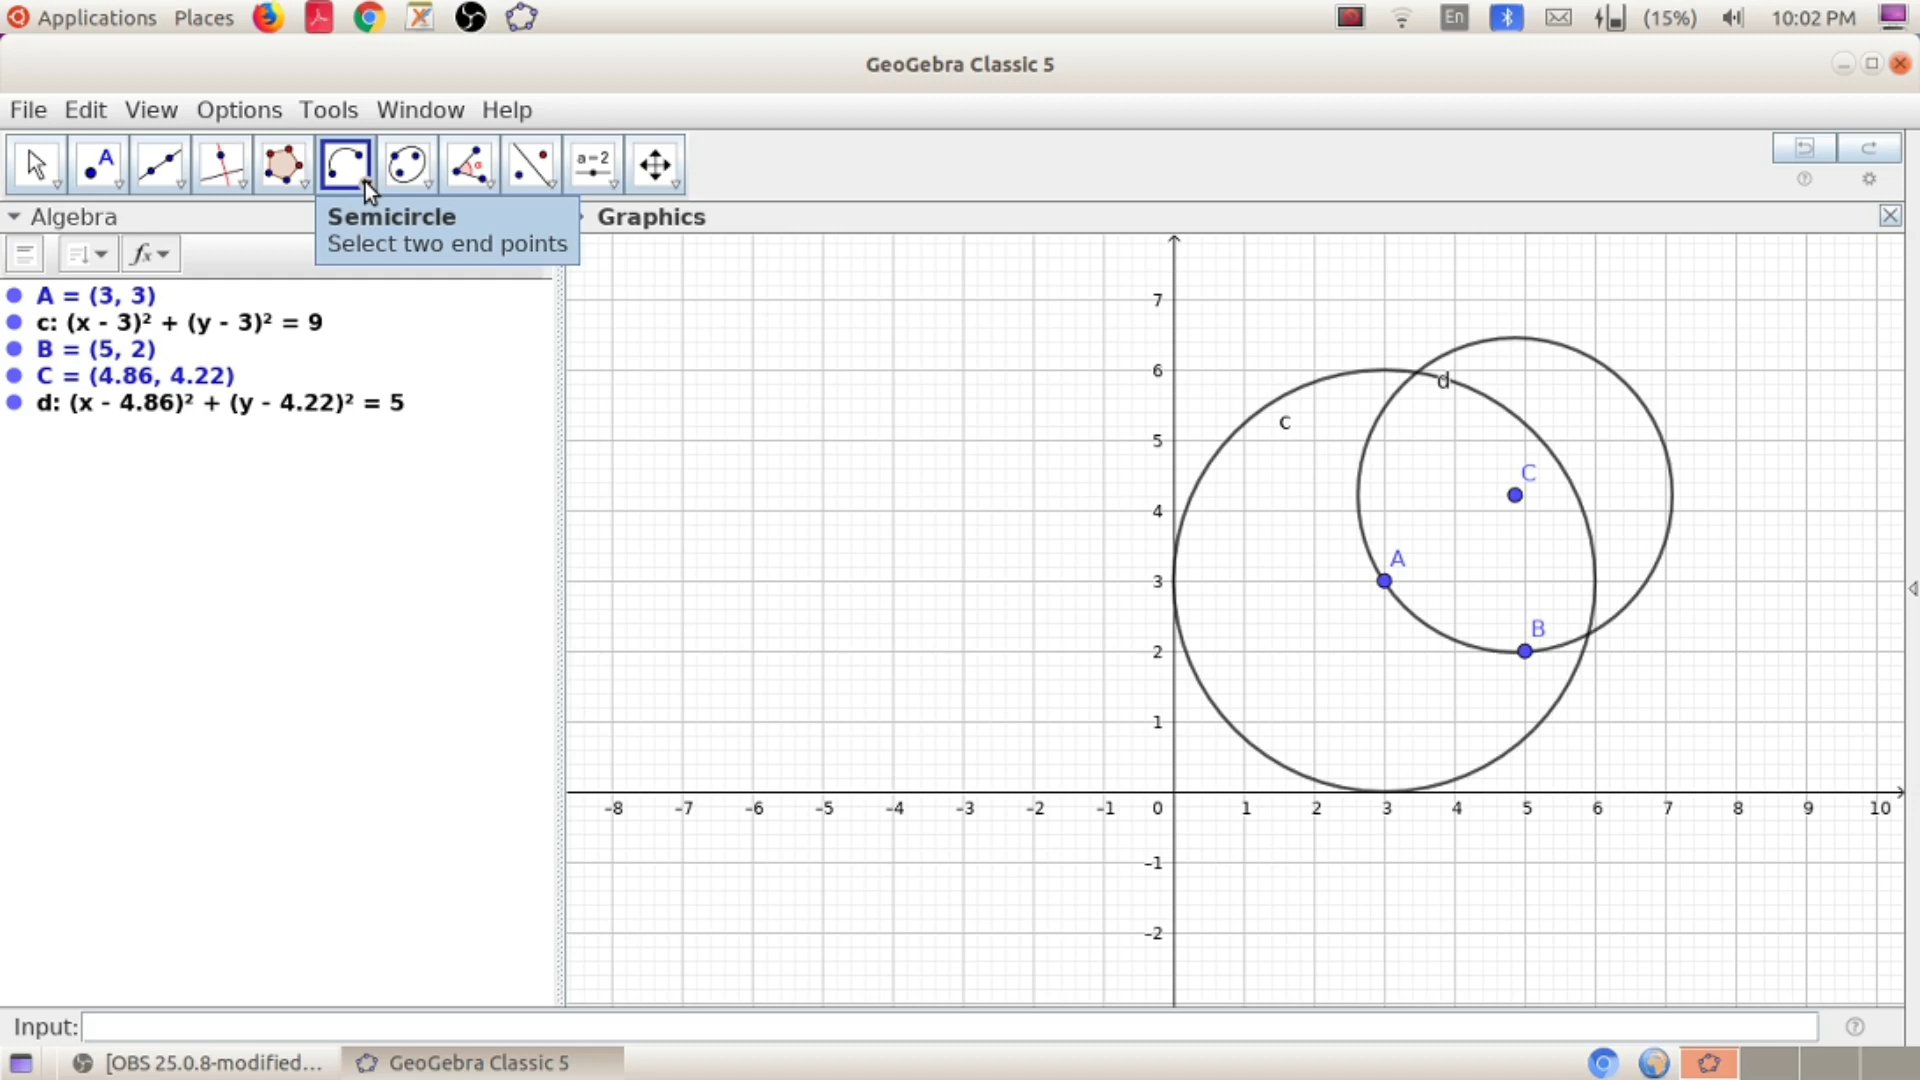 Applications Places En (15%) 10:02 PM
GeoGebra Classic 5
File Edit View Options Tools Window Help
A α a=2
Semicircle
Select two end points
Algebra
Graphics
fx
A = (3, 3)
c: (x - 3)² + (y - 3)² = 9
B = (5, 2)
C = (4.86, 4.22)
d: (x - 4.86)² + (y - 4.22)² = 5
7
6
d
c
5
C
4
A
3
B
2
1
-8 -7 -6 -5 -4 -3 -2 -1 0 1 2 3 4 5 6 7 8 9 10
-1
-2
Input:
[OBS 25.0.8-modified... GeoGebra Classic 5